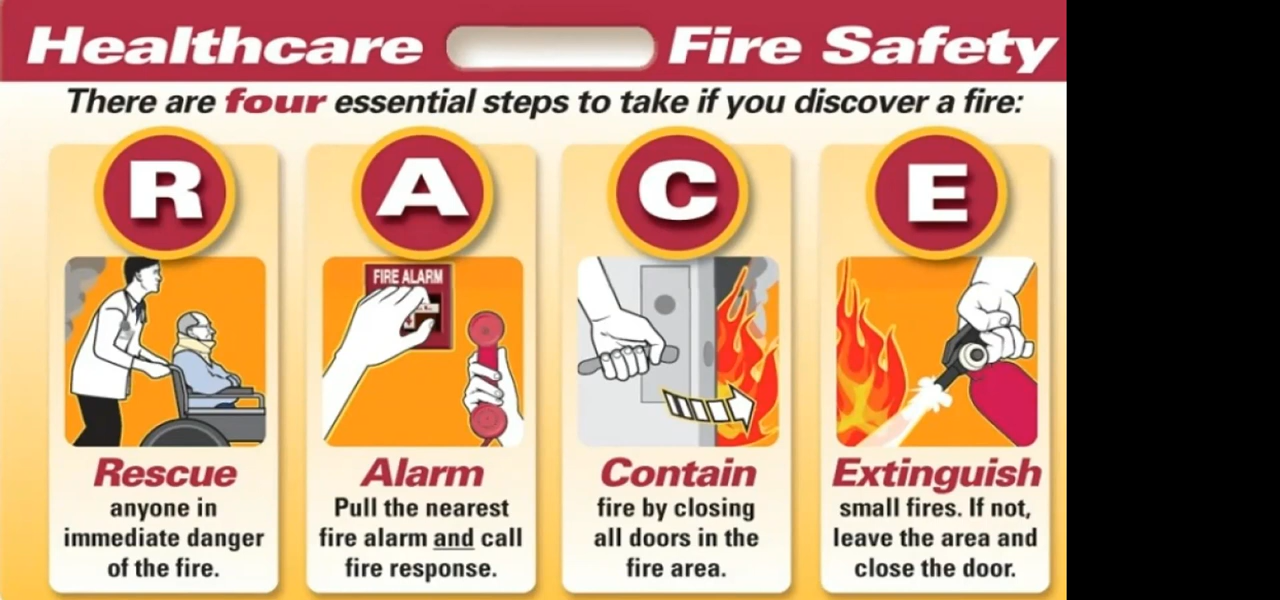 Healthcare Fire Safety
There are four essential steps to take if you discover a fire:
R A C E
FIRE ALARM
Rescue
anyone in
immediate danger
of the fire.
Alarm
Pull the nearest
fire alarm and call
fire response.
Contain
fire by closing
all doors in the
fire area.
Extinguish
small fires. If not,
leave the area and
close the door.